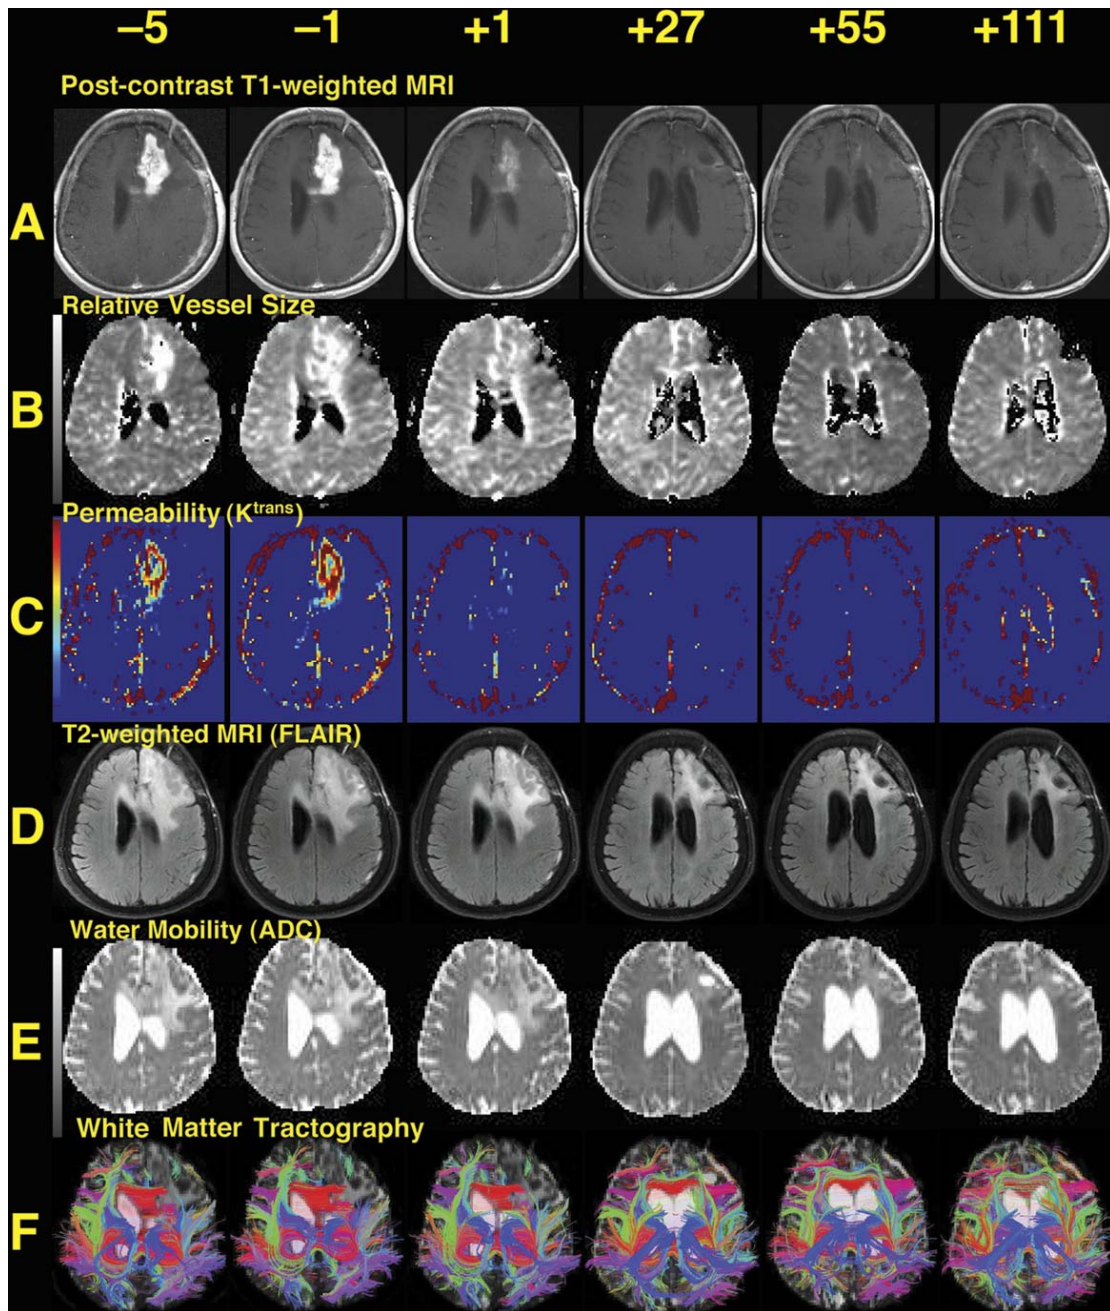 –5 –1 +1 +27 +55 +111
Post-contrast T1-weighted MRI
A
Relative Vessel Size
B
Permeability (Ktrans)
C
T2-weighted MRI (FLAIR)
D
Water Mobility (ADC)
E
White Matter Tractography
F